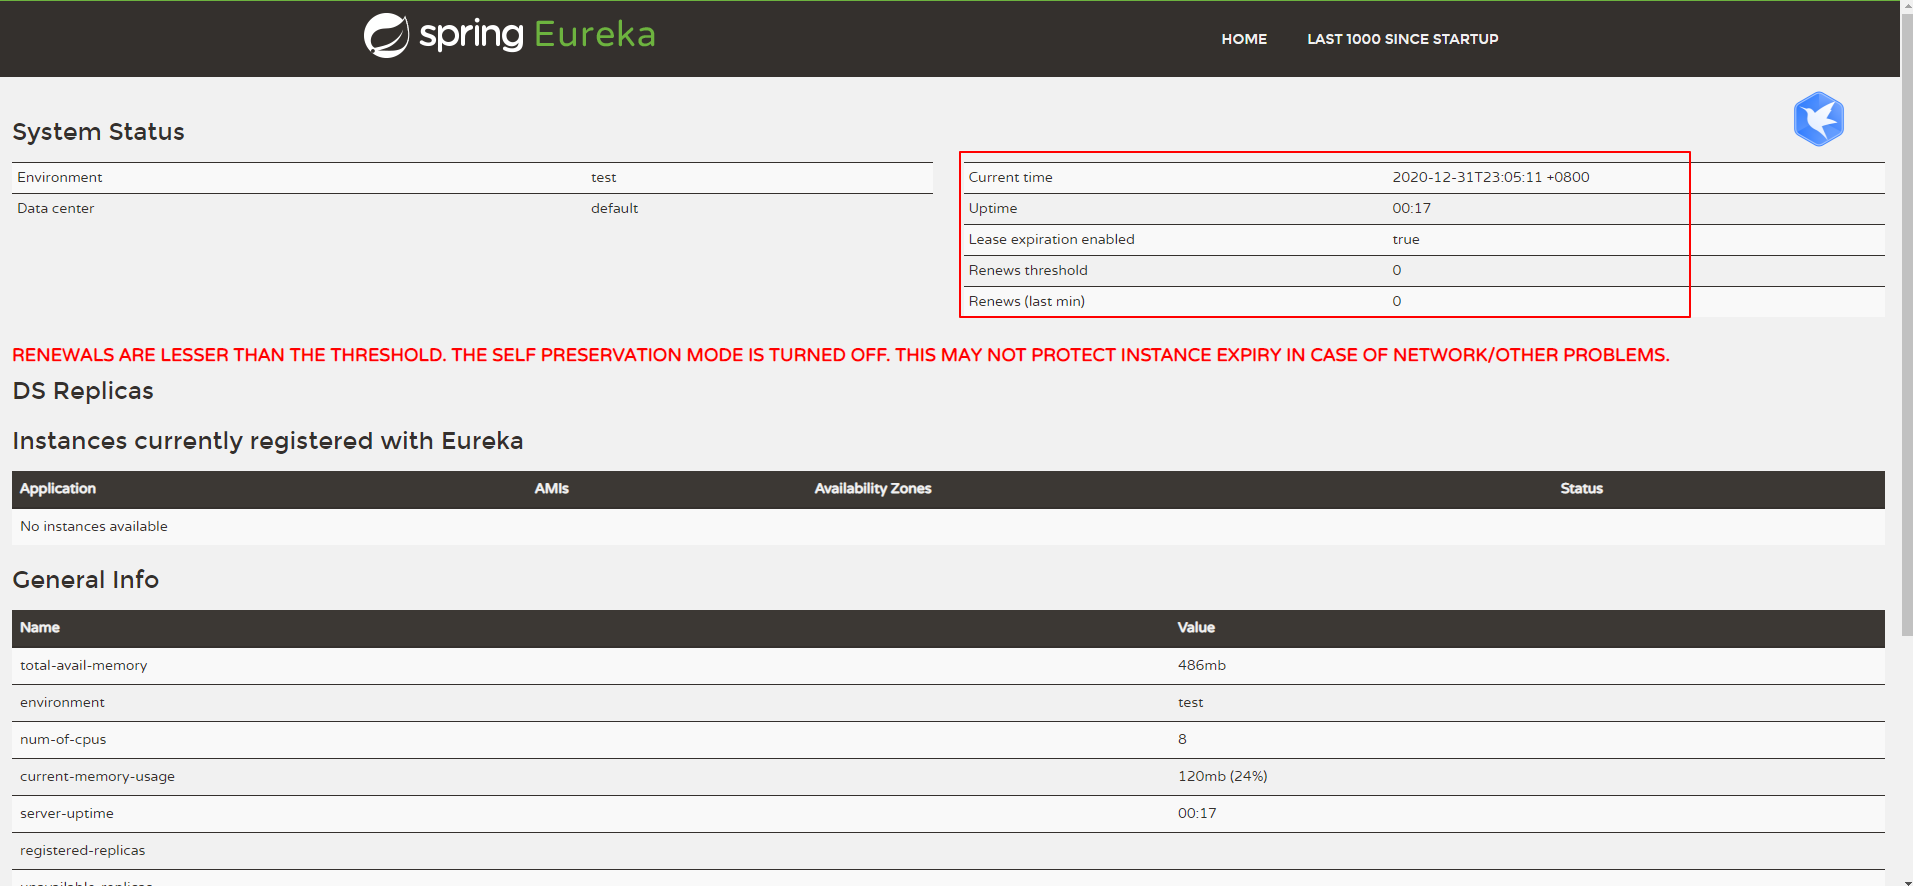 spring Eureka
HOME LAST 1000 SINCE STARTUP
System Status
Environment test
Data center default
Current time 2020-12-31T23:05:11 +0800
Uptime 00:17
Lease expiration enabled true
Renews threshold 0
Renews (last min) 0
RENEWALS ARE LESSER THAN THE THRESHOLD. THE SELF PRESERVATION MODE IS TURNED OFF. THIS MAY NOT PROTECT INSTANCE EXPIRY IN CASE OF NETWORK/OTHER PROBLEMS.
DS Replicas
Instances currently registered with Eureka
Application AMIs Availability Zones Status
No instances available
General Info
Name Value
total-avail-memory 486mb
environment test
num-of-cpus 8
current-memory-usage 120mb (24%)
server-uptime 00:17
registered-replicas